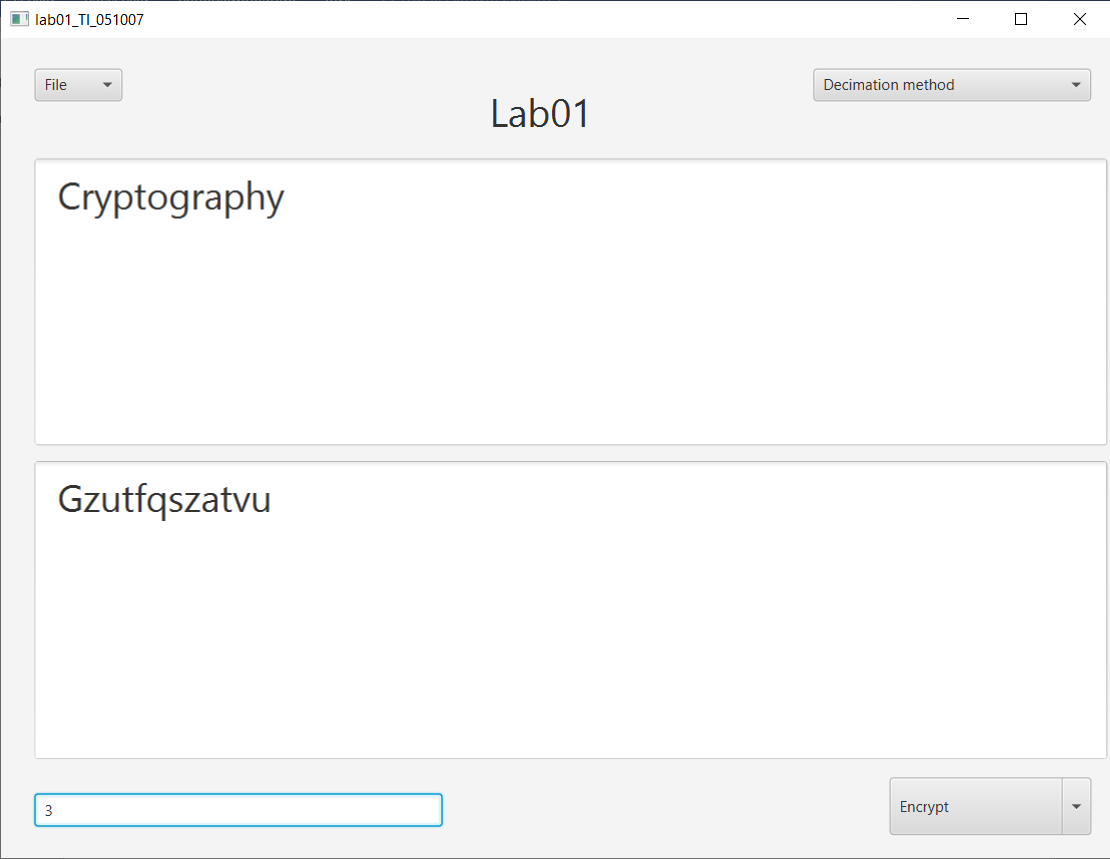 lab01_TI_051007
File
Decimation method
Lab01
Cryptography
Gzutfqszatvu
3
Encrypt